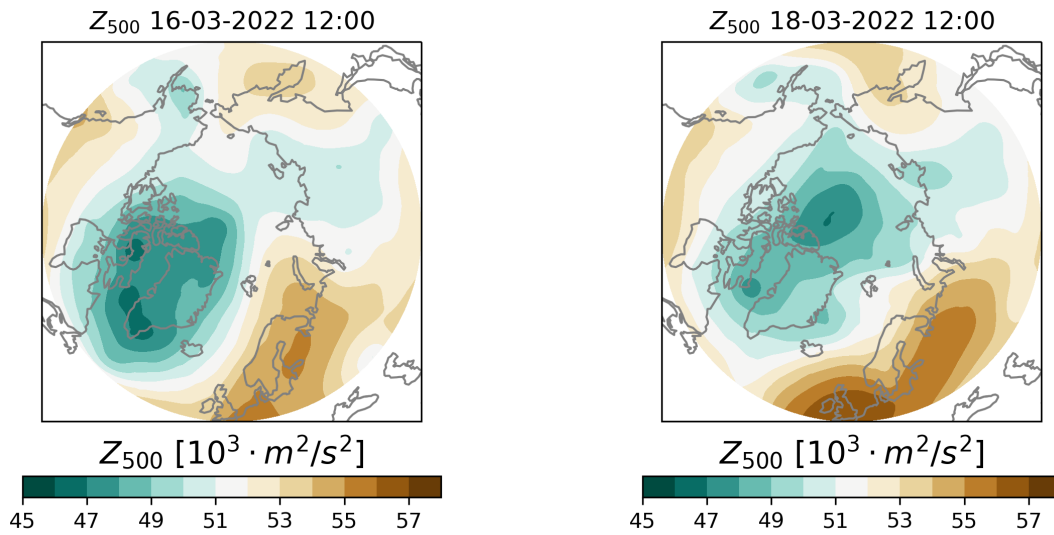 Z₅₀₀ 16-03-2022 12:00
Z₅₀₀ [10³ · m²/s²]
45 47 49 51 53 55 57
Z₅₀₀ 18-03-2022 12:00
Z₅₀₀ [10³ · m²/s²]
45 47 49 51 53 55 57